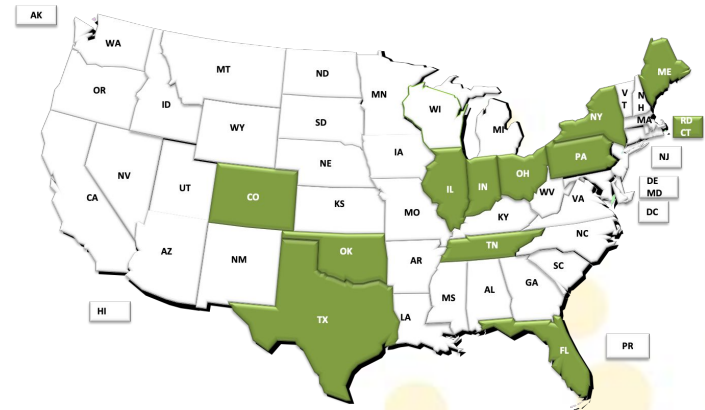 AK
WA
MT
ND
MN
ME
V
T
N
H
OR
ID
WI
MI
NY
MA
RD
CT
SD
WY
IA
PA
NJ
NE
NV
UT
CO
IL
IN
OH
DE
MD
WV
VA
CA
KS
MO
KY
DC
NC
TN
OK
AZ
NM
AR
SC
MS
AL
GA
HI
LA
TX
PR
FL